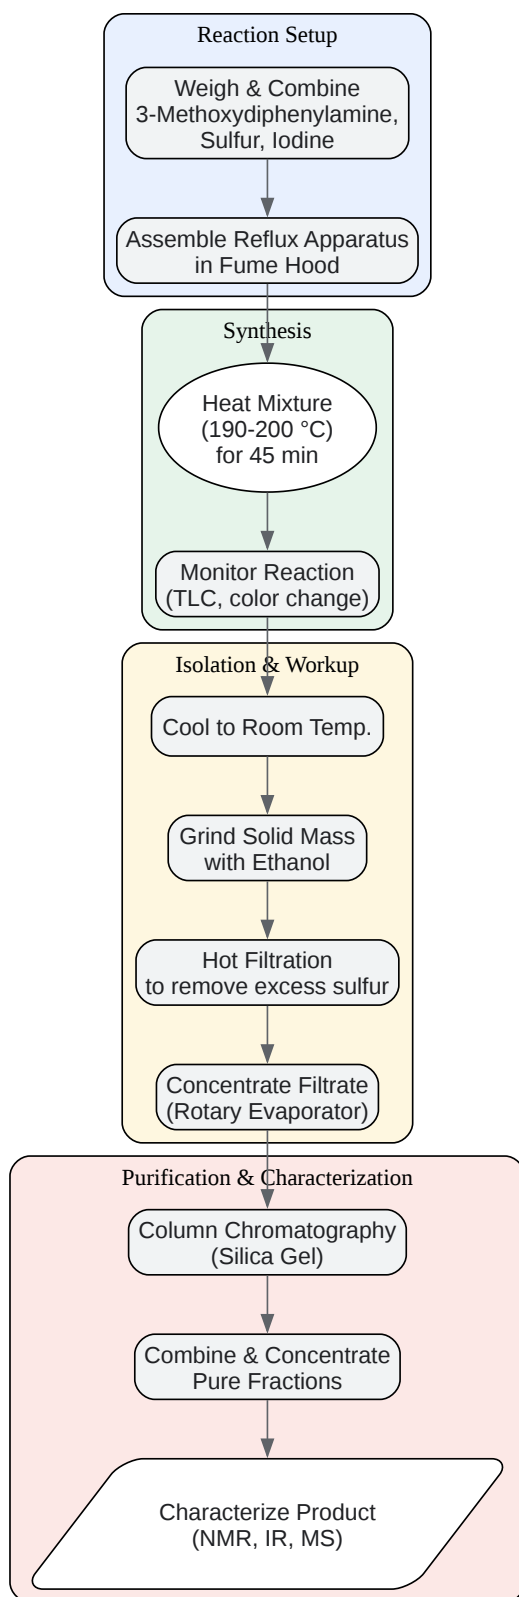 Reaction Setup
Weigh & Combine
3-Methoxydiphenylamine,
Sulfur, Iodine
Assemble Reflux Apparatus
in Fume Hood
Synthesis
Heat Mixture
(190-200 °C)
for 45 min
Monitor Reaction
(TLC, color change)
Isolation & Workup
Cool to Room Temp.
Grind Solid Mass
with Ethanol
Hot Filtration
to remove excess sulfur
Concentrate Filtrate
(Rotary Evaporator)
Purification & Characterization
Column Chromatography
(Silica Gel)
Combine & Concentrate
Pure Fractions
Characterize Product
(NMR, IR, MS)